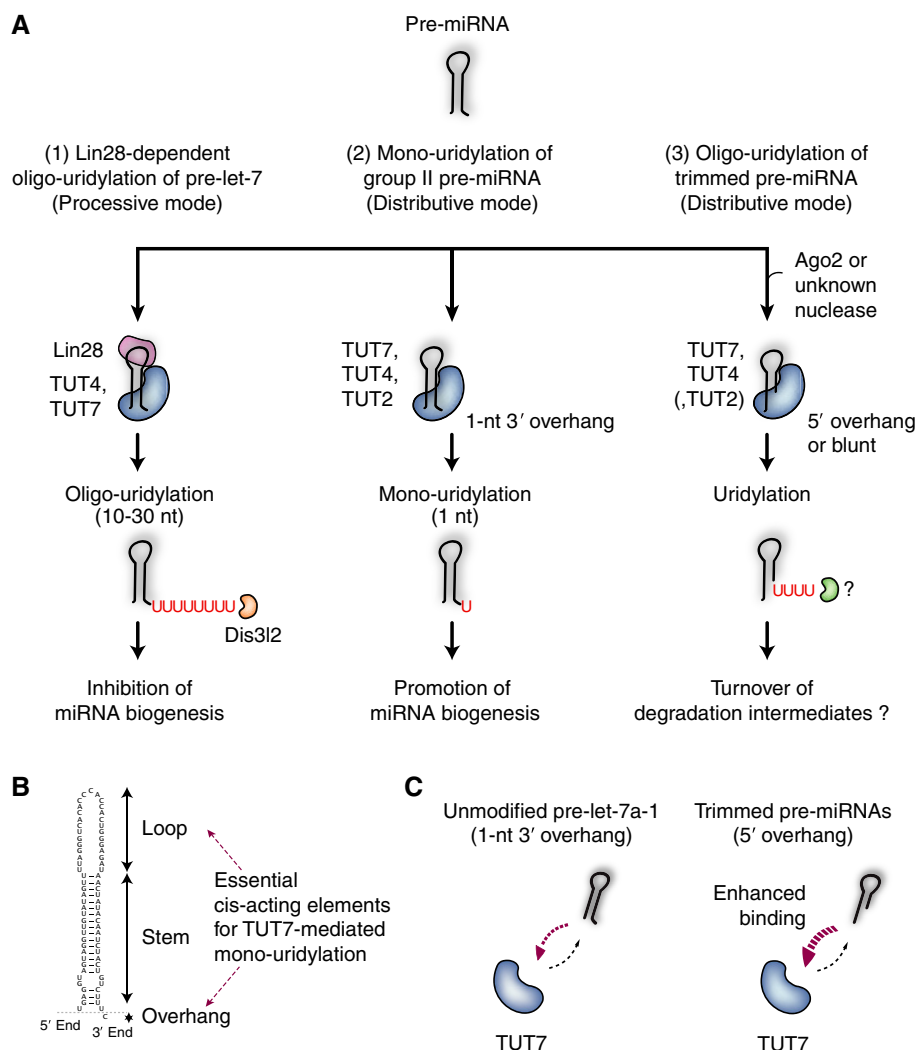 A
Pre-miRNA
(1) Lin28-dependent
oligo-uridylation of pre-let-7
(Processive mode)
(2) Mono-uridylation of
group II pre-miRNA
(Distributive mode)
(3) Oligo-uridylation of
trimmed pre-miRNA
(Distributive mode)
Ago2 or
unknown
nuclease
Lin28
TUT4,
TUT7
TUT7,
TUT4,
TUT2
1-nt 3′ overhang
TUT7,
TUT4
(,TUT2)
5′ overhang
or blunt
Oligo-uridylation
(10-30 nt)
Mono-uridylation
(1 nt)
Uridylation
UUUUUUUU
Dis3l2
U
UUUU
?
Inhibition of
miRNA biogenesis
Promotion of
miRNA biogenesis
Turnover of
degradation intermediates ?
B
Loop
Stem
Overhang
5′ End
3′ End
Essential
cis-acting elements
for TUT7-mediated
mono-uridylation
C
Unmodified pre-let-7a-1
(1-nt 3′ overhang)
TUT7
Trimmed pre-miRNAs
(5′ overhang)
Enhanced
binding
TUT7